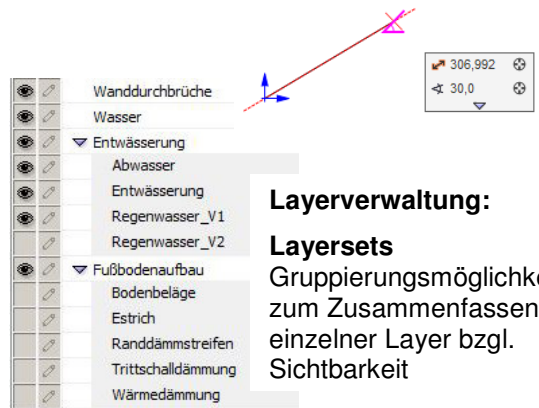 306,992
30,0
Wanddurchbrüche
Wasser
Entwässerung
Abwasser
Entwässerung
Regenwasser_V1
Regenwasser_V2
Fußbodenaufbau
Bodenbeläge
Estrich
Randdämmstreifen
Trittschalldämmung
Wärmedämmung
Layerverwaltung:
Layersets
Gruppierungsmöglichke
zum Zusammenfassen
einzelner Layer bzgl.
Sichtbarkeit